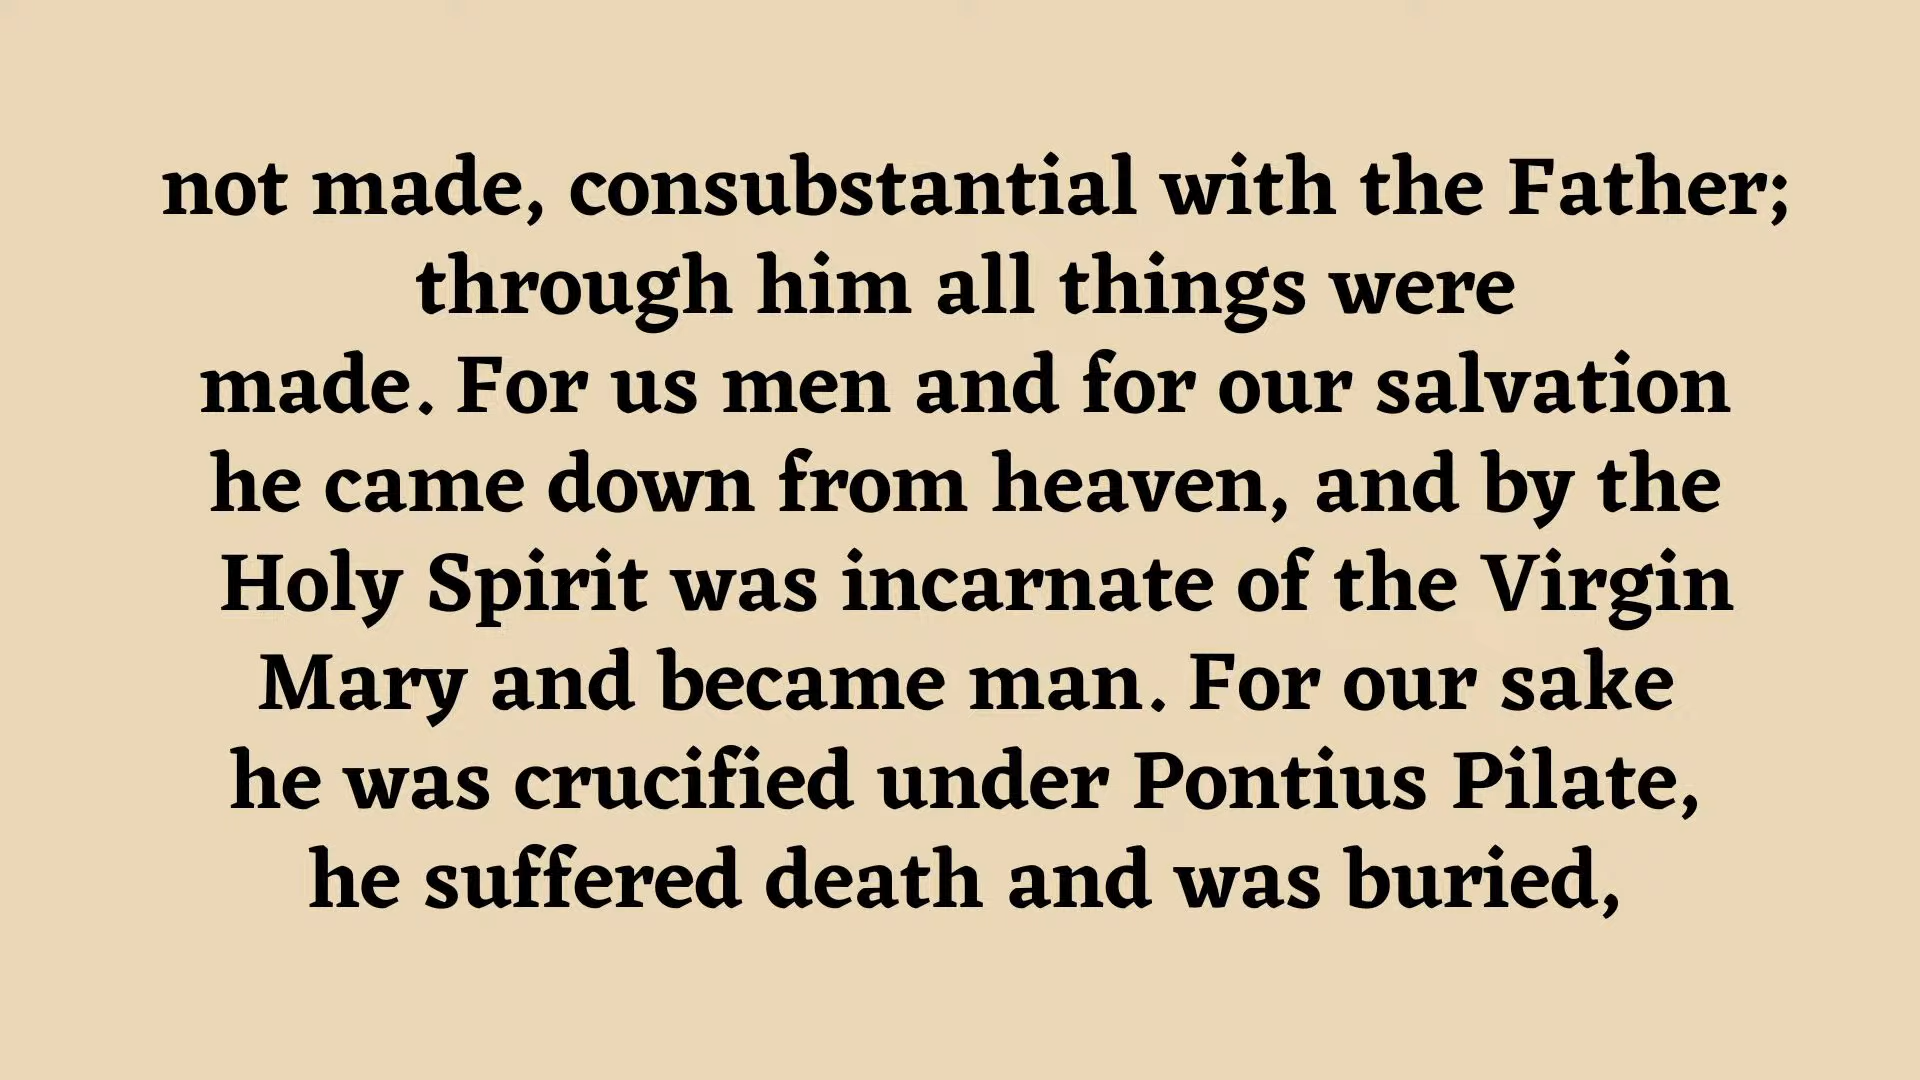 not made, consubstantial with the Father;
through him all things were
made. For us men and for our salvation
he came down from heaven, and by the
Holy Spirit was incarnate of the Virgin
Mary and became man. For our sake
he was crucified under Pontius Pilate,
he suffered death and was buried,